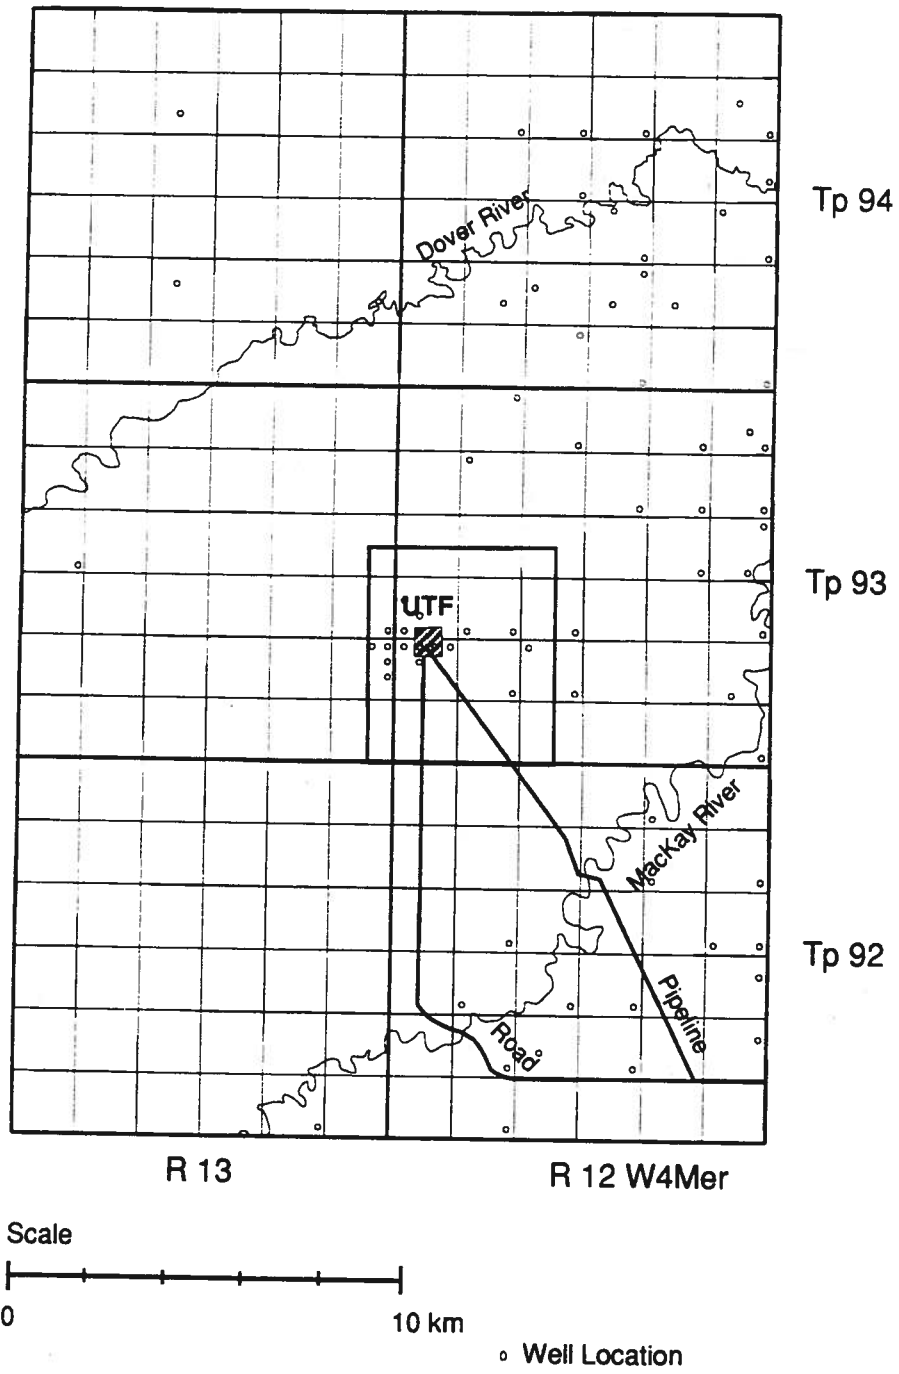 Tp 94
Dover River
Tp 93
UTF
MacKay River
Tp 92
Pipeline
Road
R 13
R 12 W4Mer
Scale
0
10 km
Well Location